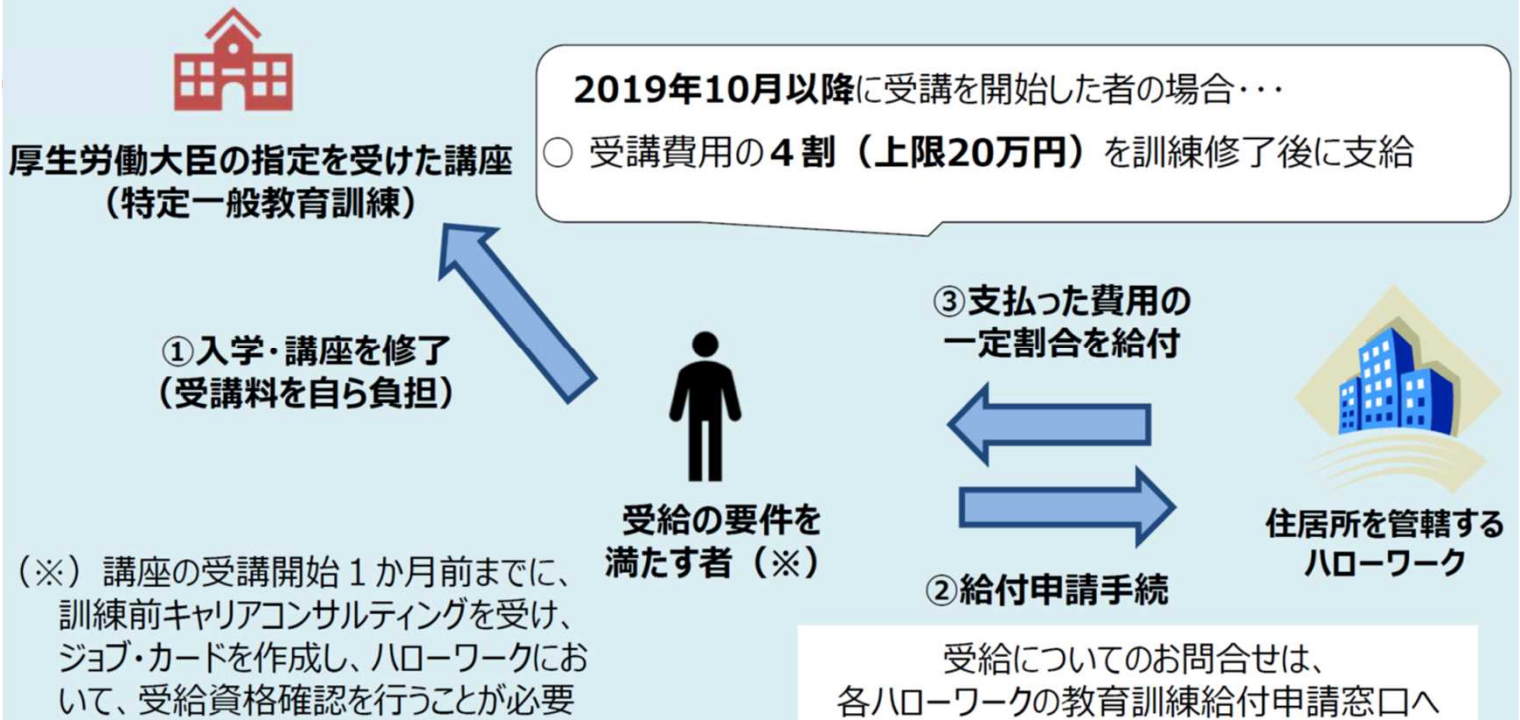 厚生労働大臣の指定を受けた講座
（特定一般教育訓練）
2019年10月以降に受講を開始した者の場合･･･
○ 受講費用の４割（上限20万円）を訓練修了後に支給
①入学･講座を修了
（受講料を自ら負担）
③支払った費用の
一定割合を給付
受給の要件を
満たす者（※）
②給付申請手続
住居所を管轄する
ハローワーク
（※）講座の受講開始１か月前までに、
訓練前キャリアコンサルティングを受け、
ジョブ･カードを作成し、ハローワークにお
いて、受給資格確認を行うことが必要
受給についてのお問合せは、
各ハローワークの教育訓練給付申請窓口へ